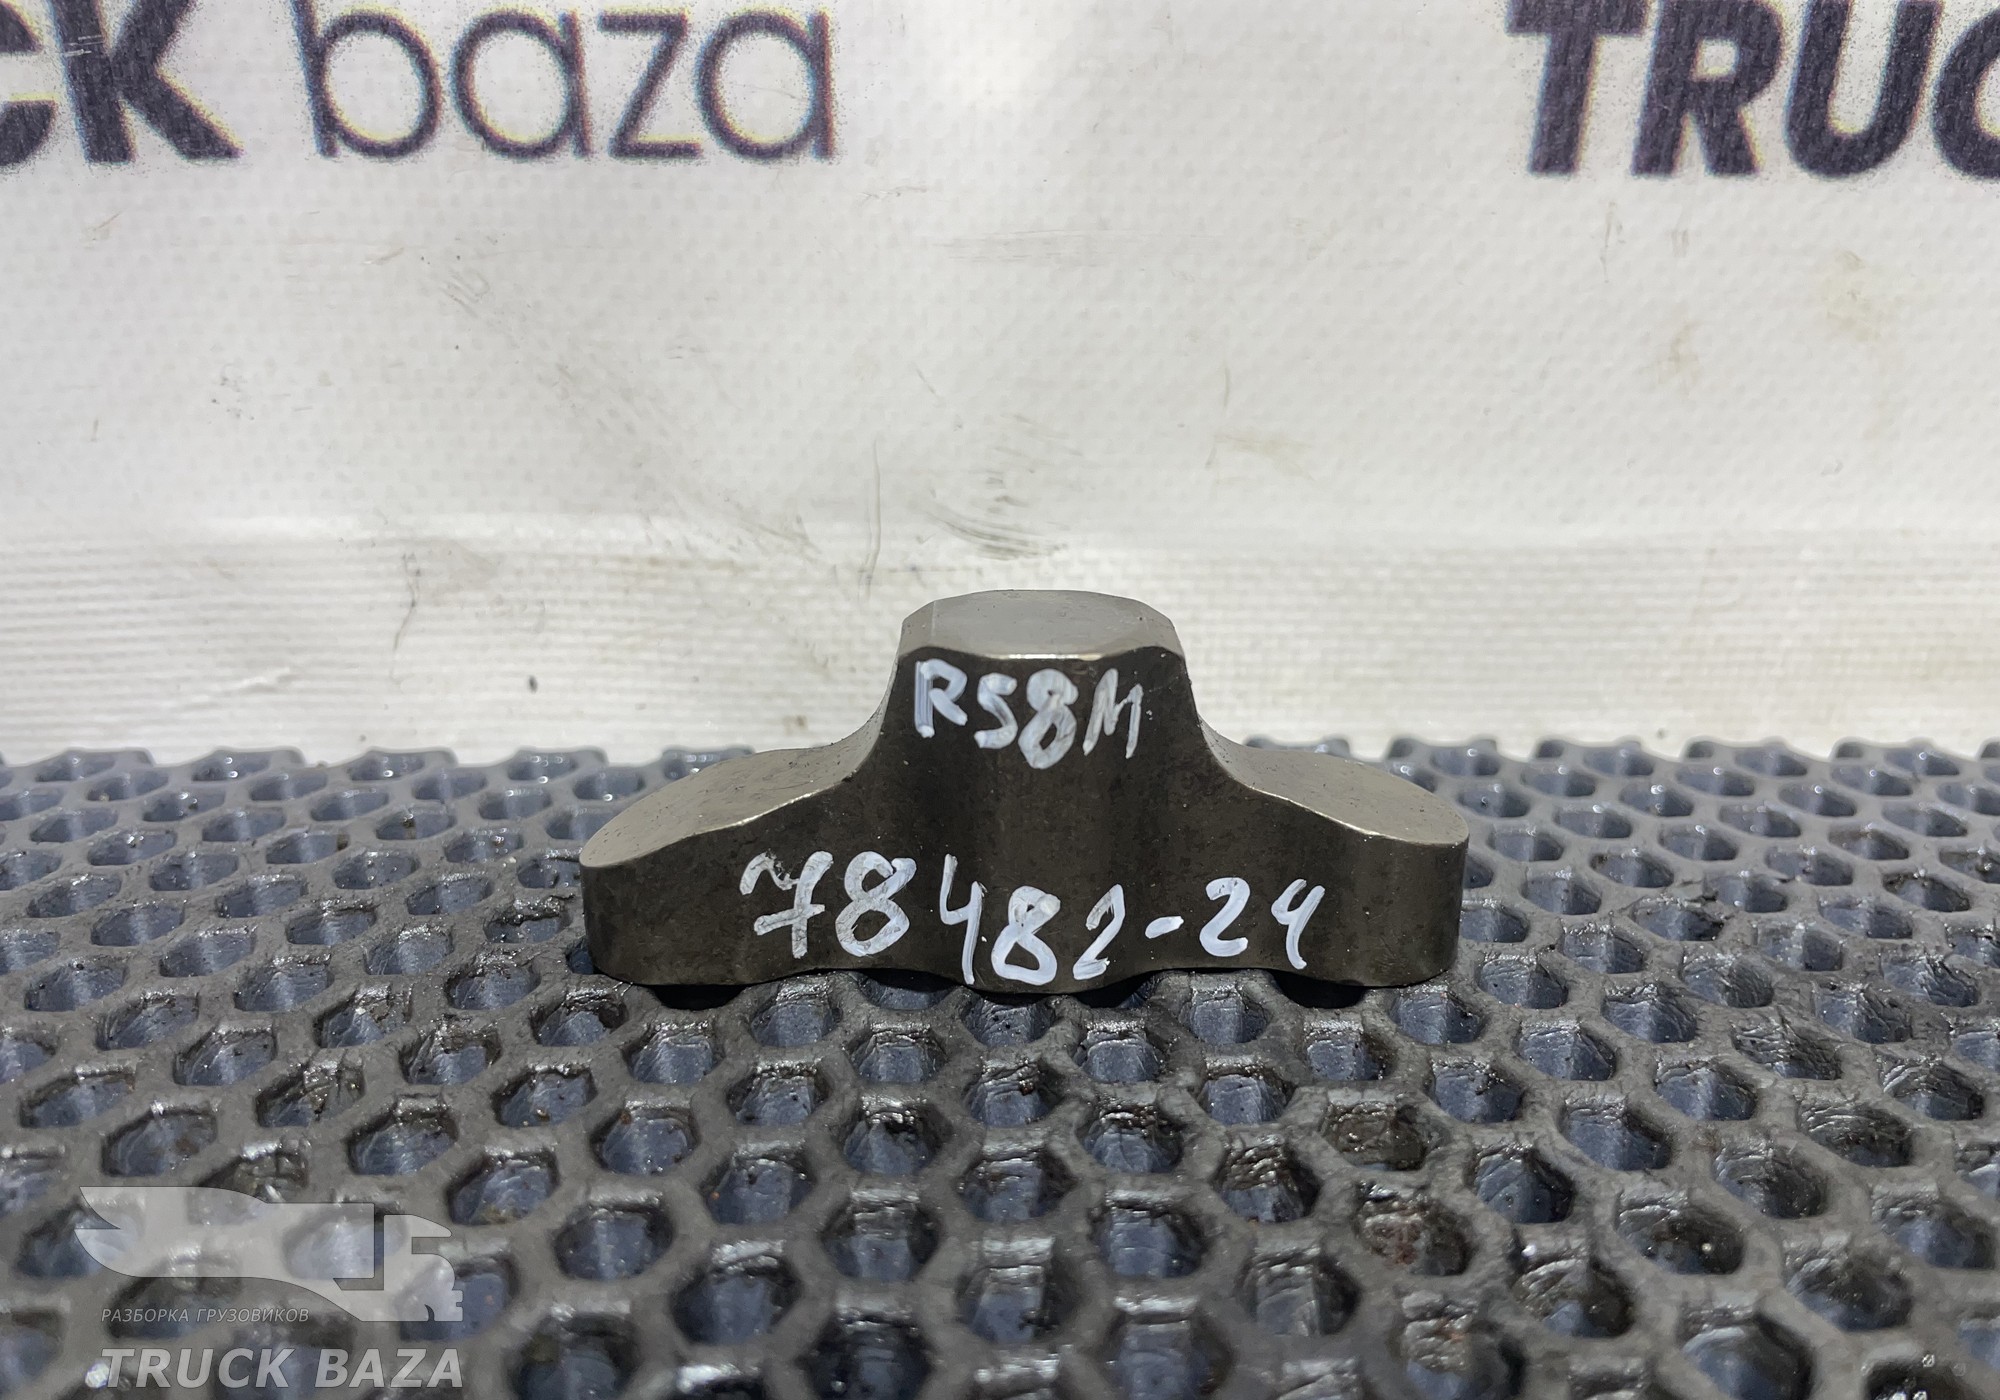 CK baza TRUC
R58M
78482-24
РАЗБОРКА ГРУЗОВИКОВ
TRUCK BAZA